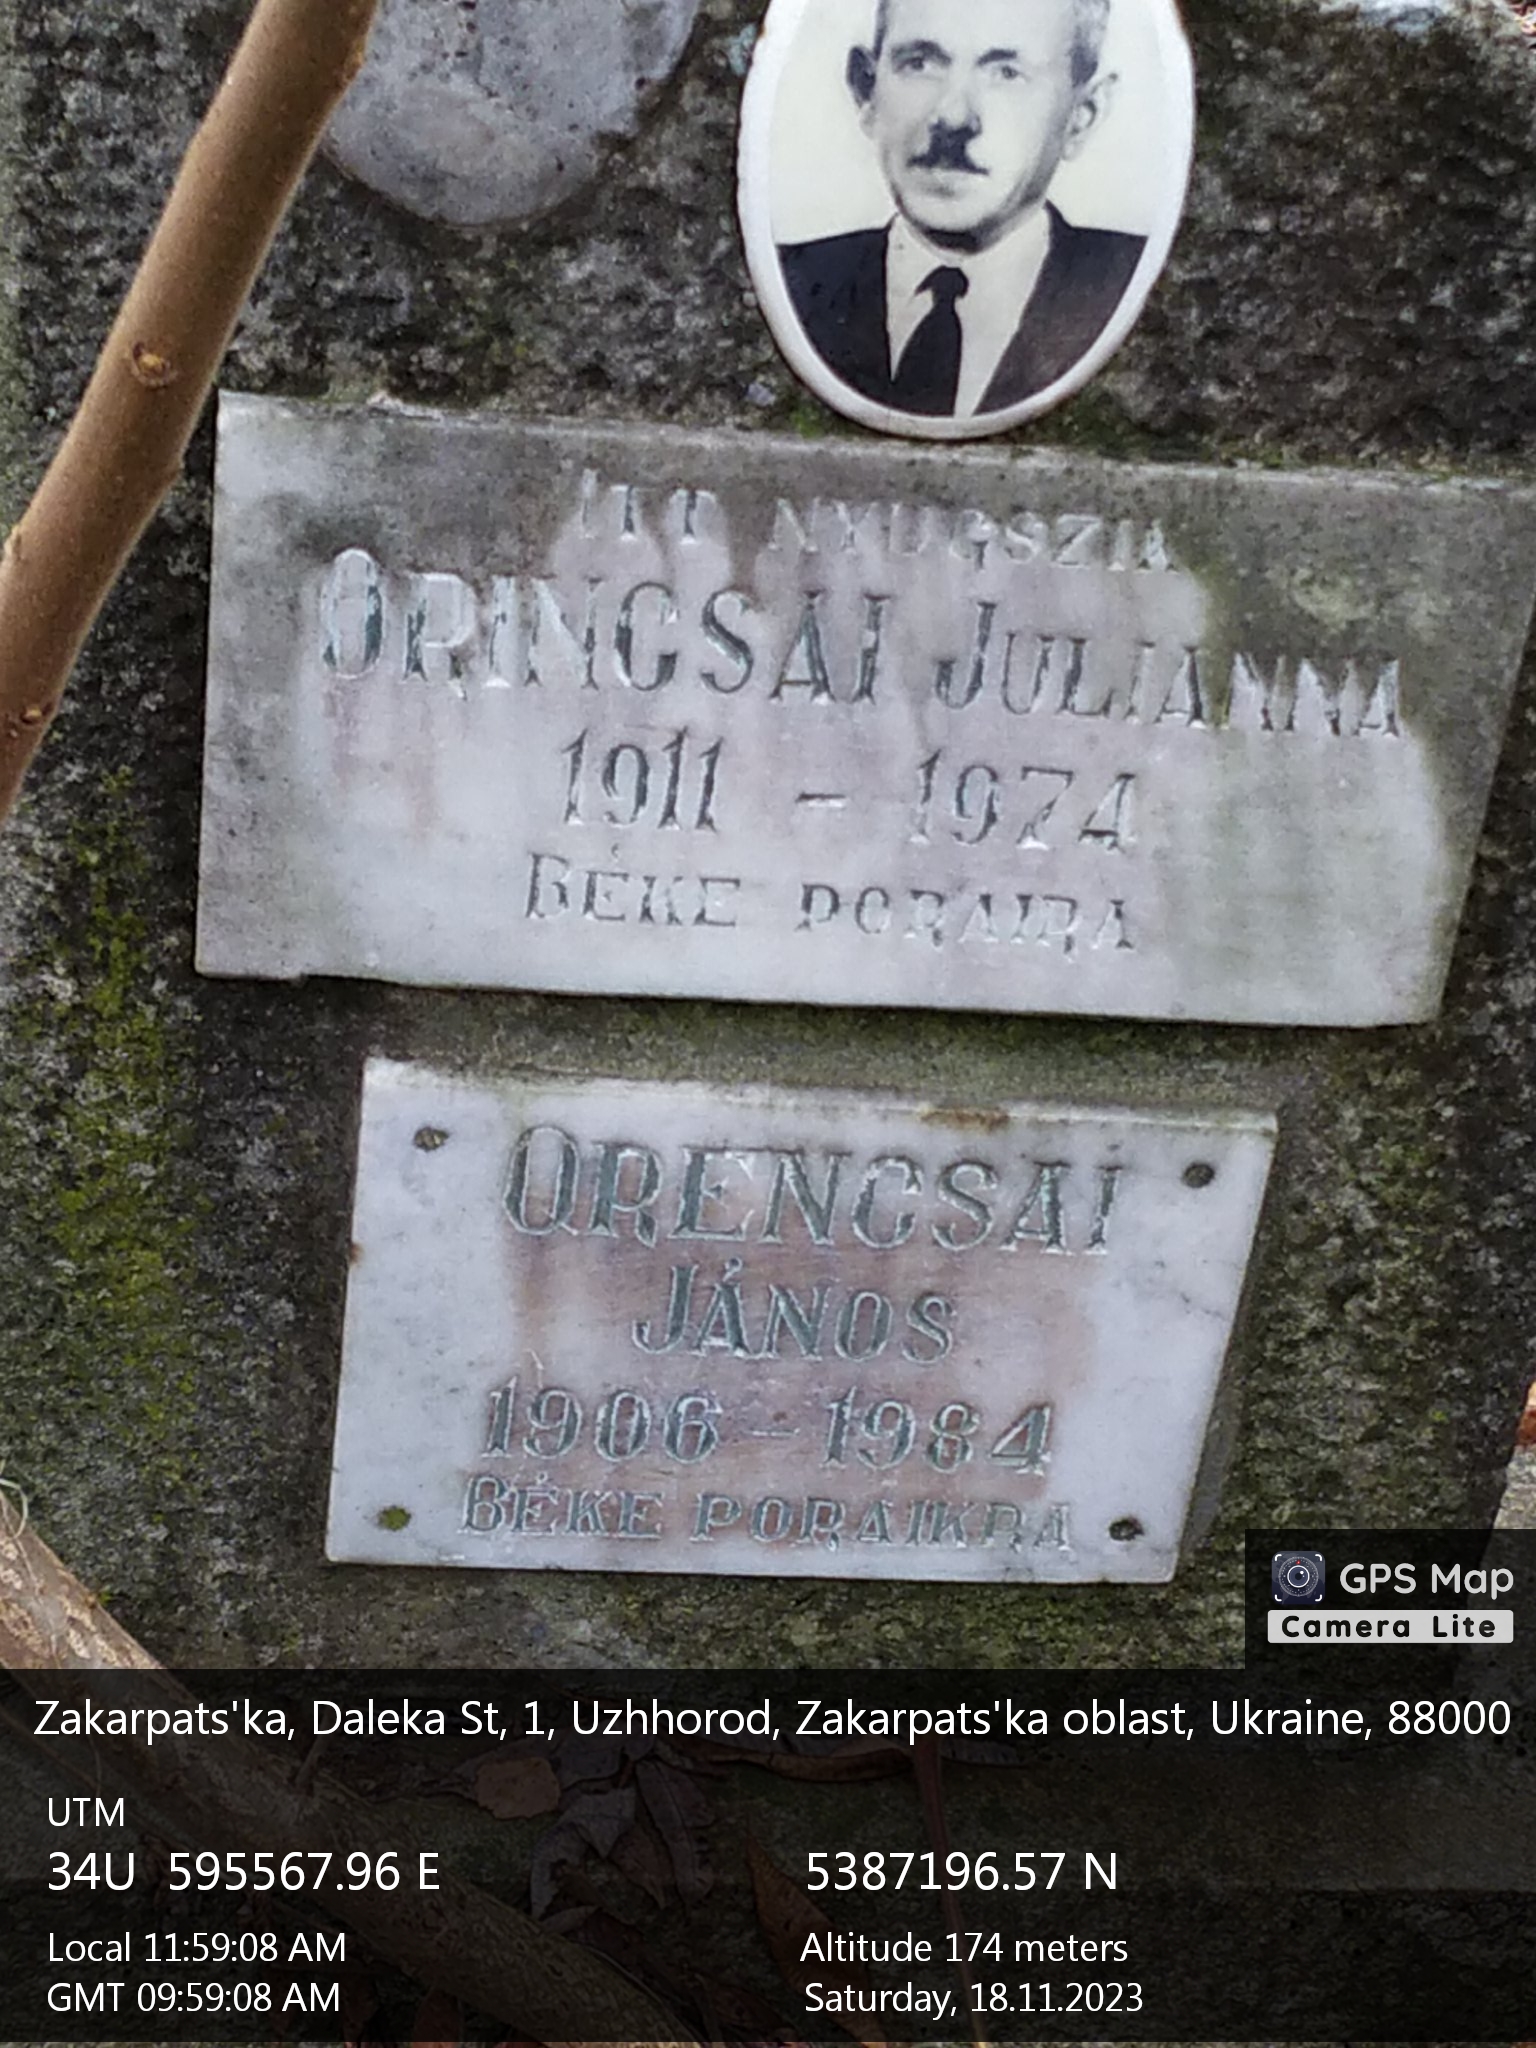 ITT NYUGSZIK
ORINCSAI JULIANNA
1911 - 1974
BÉKE PORAIRA
ORENCSAI
JÁNOS
1906 - 1984
BÉKE PORAIKRA
GPS Map
Camera Lite
Zakarpats'ka, Daleka St, 1, Uzhhorod, Zakarpats'ka oblast, Ukraine, 88000
UTM
34U 595567.96 E 5387196.57 N
Local 11:59:08 AM Altitude 174 meters
GMT 09:59:08 AM Saturday, 18.11.2023